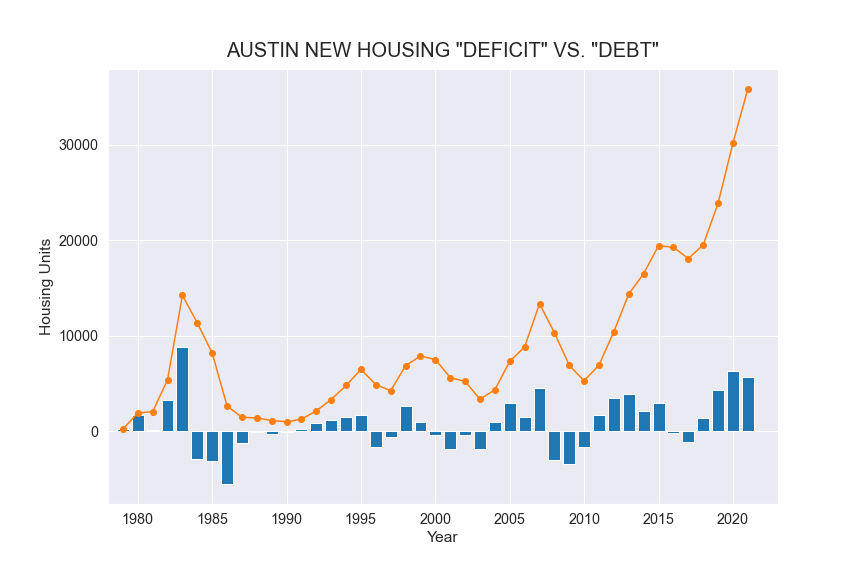 AUSTIN NEW HOUSING "DEFICIT" VS. "DEBT"
30000
20000
10000
0
Housing Units
1980 1985 1990 1995 2000 2005 2010 2015 2020
Year